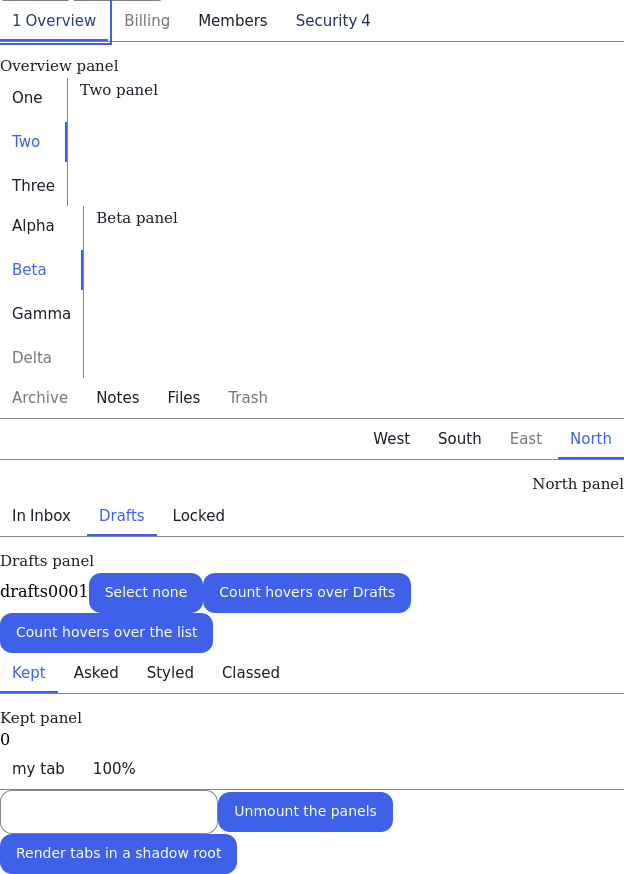 1 Overview Billing Members Security 4
Overview panel
One Two panel
Two
Three
Alpha Beta panel
Beta
Gamma
Delta
Archive Notes Files Trash
West South East North
North panel
In Inbox Drafts Locked
Drafts panel
drafts0001 Select none Count hovers over Drafts
Count hovers over the list
Kept Asked Styled Classed
Kept panel
0
my tab 100%
Unmount the panels
Render tabs in a shadow root